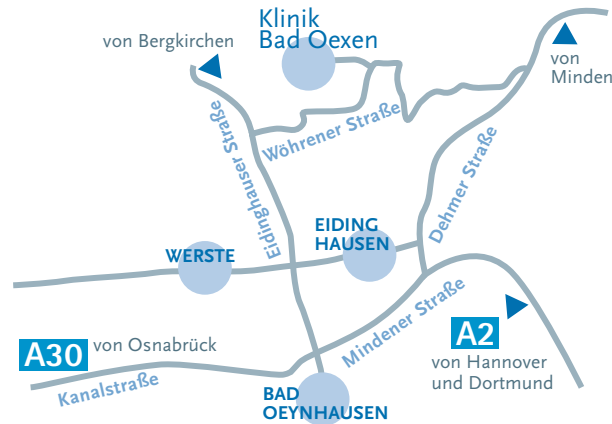 Klinik
Bad Oexen
von Bergkirchen
von
Minden
Eidinghauser Straße
Wöhrener Straße
Dehmer Straße
EIDING
HAUSEN
WERSTE
Mindener Straße
A2
von Hannover
und Dortmund
A30 von Osnabrück
Kanalstraße
BAD
OEYNHAUSEN